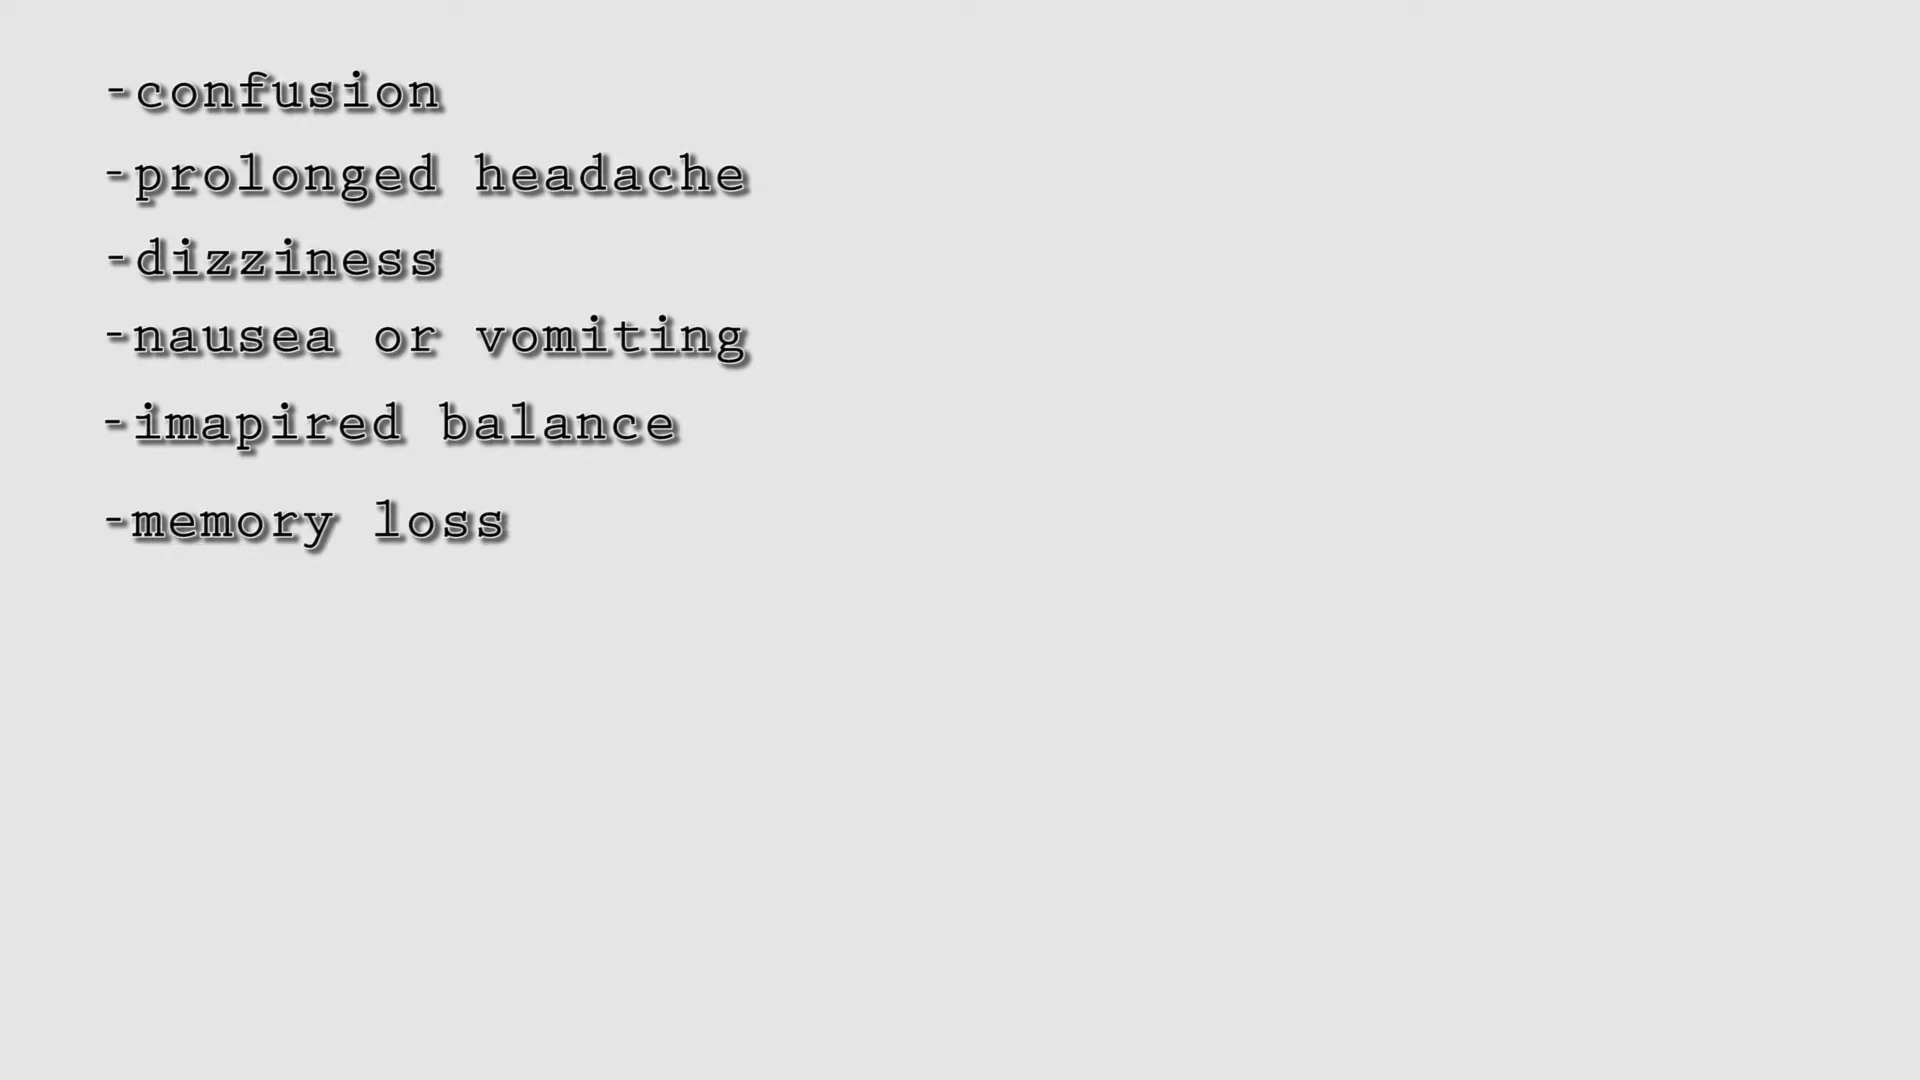 -confusion
-prolonged headache
-dizziness
-nausea or vomiting
-imapired balance
-memory loss